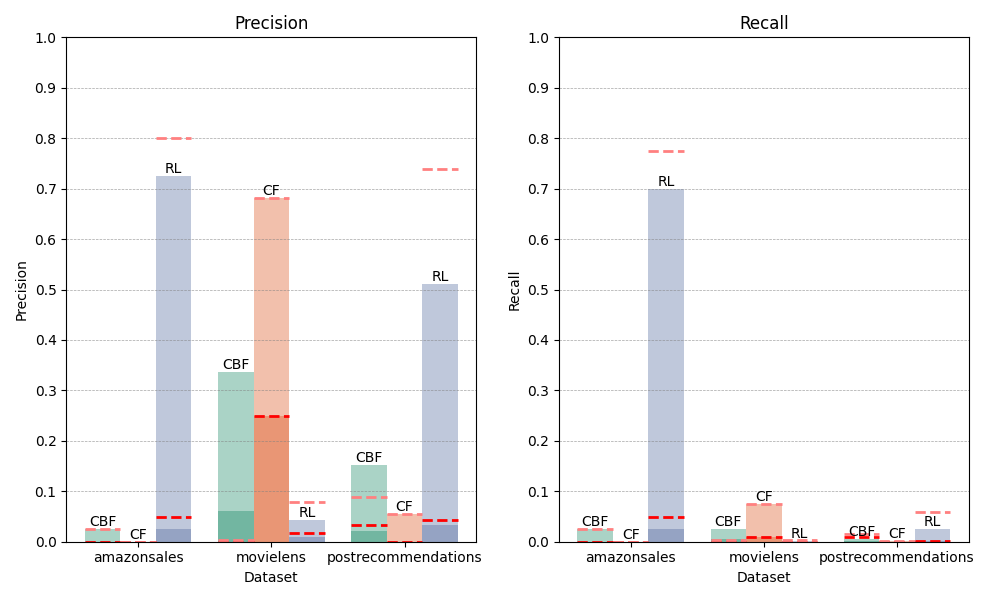 Precision
1.0
0.9
0.8
0.7
0.6
0.5
0.4
0.3
0.2
0.1
0.0
Precision
CBF
CF
RL
CBF
CF
RL
CBF
CF
RL
amazonsales
movielens
postrecommendations
Dataset
Recall
1.0
0.9
0.8
0.7
0.6
0.5
0.4
0.3
0.2
0.1
0.0
Recall
CBF
CF
RL
CBF
CF
RL
CBF
CF
RL
amazonsales
movielens
postrecommendations
Dataset